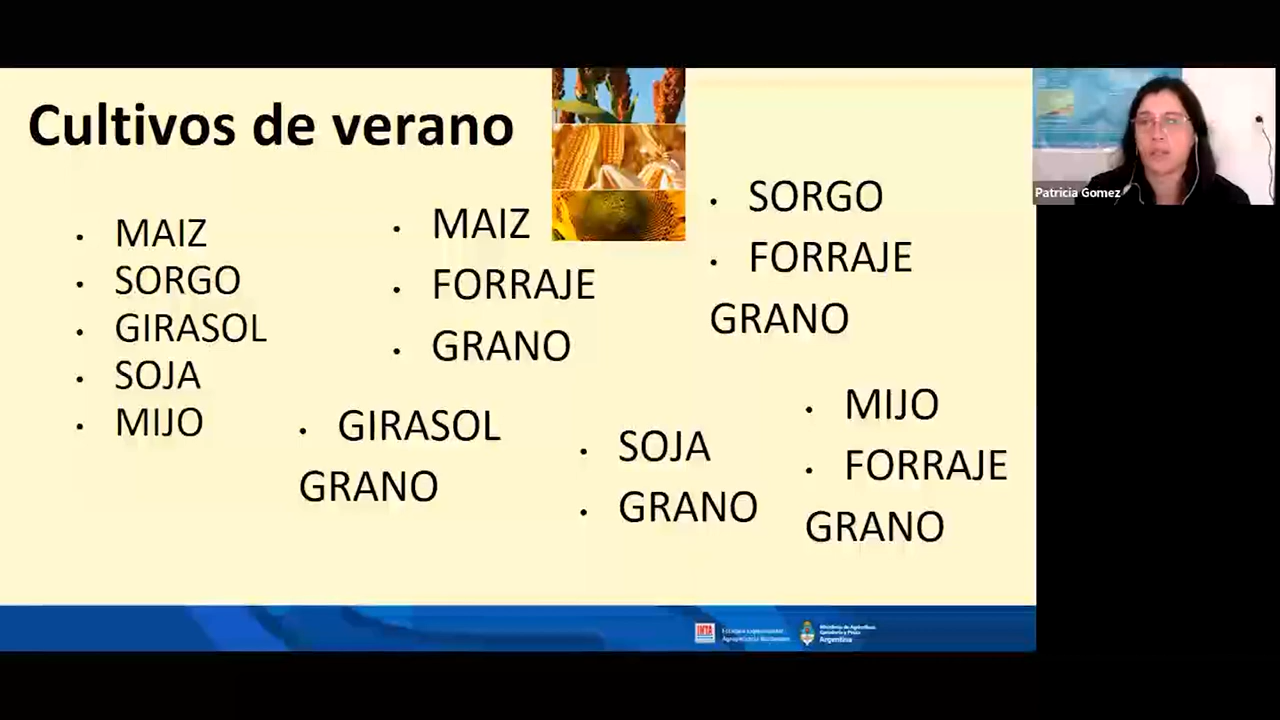 Cultivos de verano
MAIZ
SORGO
GIRASOL
SOJA
MIJO
MAIZ
FORRAJE
GRANO
SORGO
FORRAJE
GRANO
GIRASOL
GRANO
SOJA
GRANO
MIJO
FORRAJE
GRANO
Patricia Gomez
INTA
Argentina